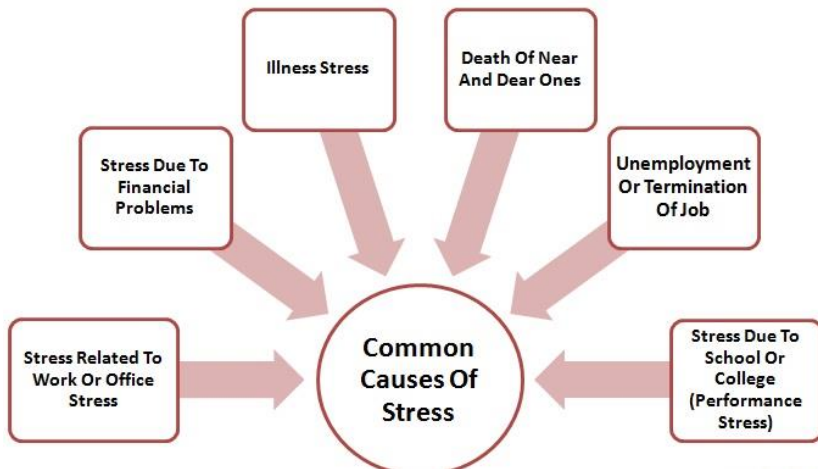 Illness Stress
Death Of Near
And Dear Ones
Stress Due To
Financial
Problems
Unemployment
Or Termination
Of Job
Stress Related To
Work Or Office
Stress
Common
Causes Of
Stress
Stress Due To
School Or
College
(Performance
Stress)